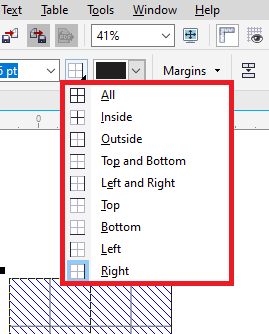 Text Table Tools Window Help
41%
pt Margins
0
All
Inside
Outside
Top and Bottom
Left and Right
Top
Bottom
Left
Right